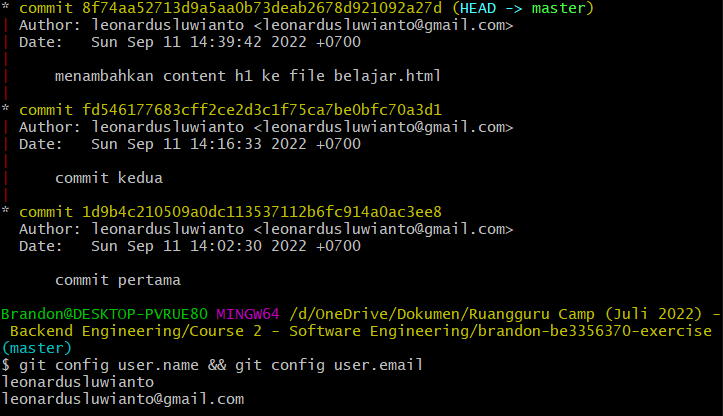 * commit 8f74aa52713d9a5aa0b73deab2678d921092a27d (HEAD -> master)
| Author: leonardusluwianto <leonardusluwianto@gmail.com>
| Date:   Sun Sep 11 14:39:42 2022 +0700
|
|     menambahkan content h1 ke file belajar.html
|
* commit fd546177683cff2ce2d3c1f75ca7be0bfc70a3d1
| Author: leonardusluwianto <leonardusluwianto@gmail.com>
| Date:   Sun Sep 11 14:16:33 2022 +0700
|
|     commit kedua
|
* commit 1d9b4c210509a0dc113537112b6fc914a0ac3ee8
  Author: leonardusluwianto <leonardusluwianto@gmail.com>
  Date:   Sun Sep 11 14:02:30 2022 +0700

      commit pertama

Brandon@DESKTOP-PVRUE80 MINGW64 /d/OneDrive/Dokumen/Ruangguru Camp (Juli 2022) -
 Backend Engineering/Course 2 - Software Engineering/brandon-be3356370-exercise
(master)
$ git config user.name && git config user.email
leonardusluwianto
leonardusluwianto@gmail.com